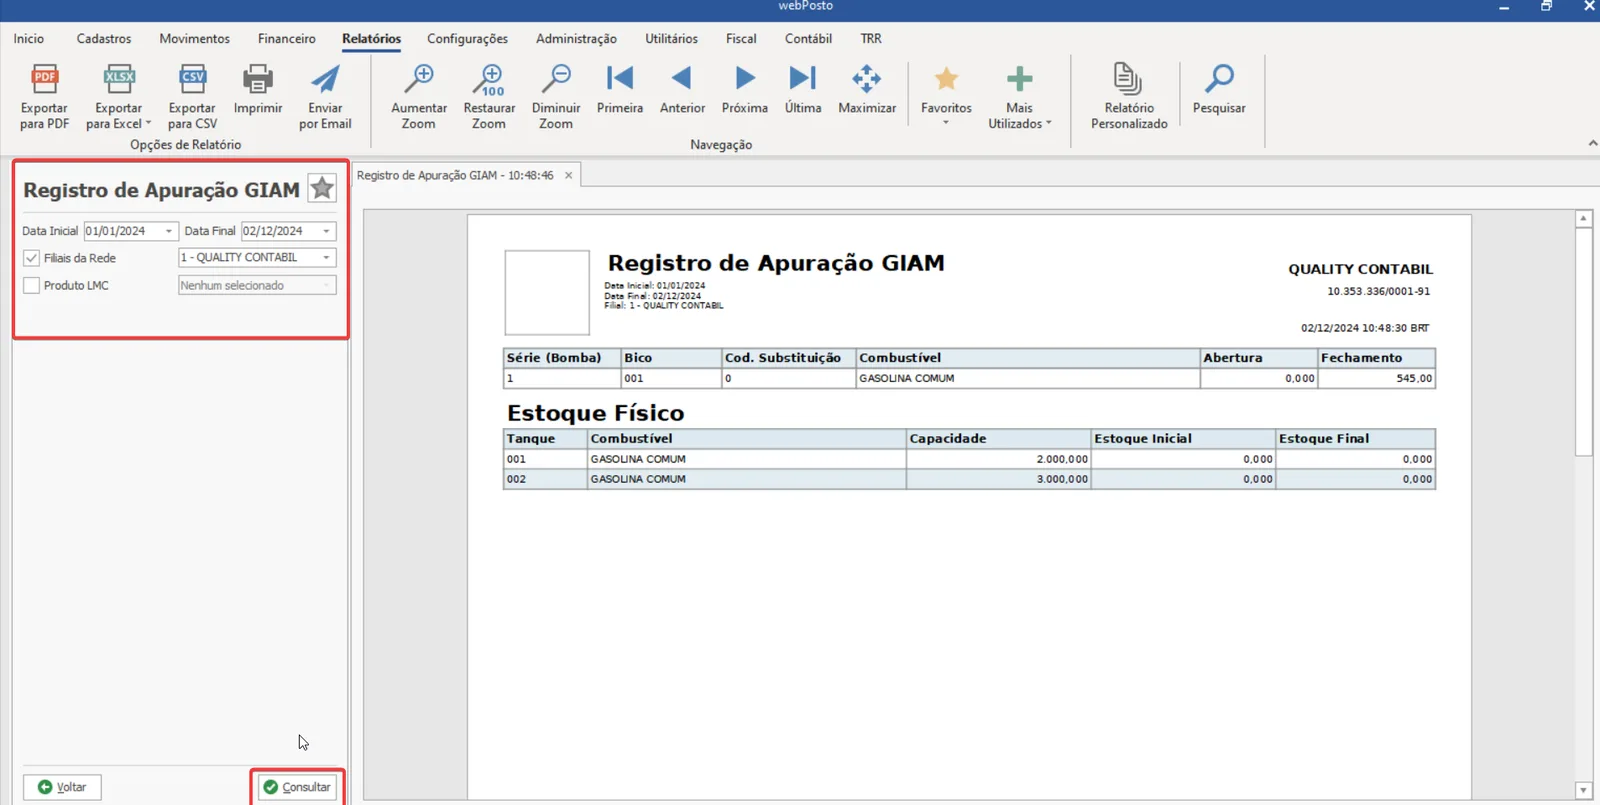 webPosto
Inicio Cadastros Movimentos Financeiro Relatórios Configurações Administração Utilitários Fiscal Contábil TRR
PDF XLSX CSV 100
Exportar para PDF
Exportar para Excel
Exportar para CSV
Imprimir
Enviar por Email
Aumentar Zoom
Restaurar Zoom
Diminuir Zoom
Primeira
Anterior
Próxima
Última
Maximizar
Favoritos
Mais Utilizados
Relatório Personalizado
Pesquisar
Opções de Relatório
Navegação
Registro de Apuração GIAM
Data Inicial 01/01/2024 Data Final 02/12/2024
Filiais da Rede 1 - QUALITY CONTABIL
Produto LMC Nenhum selecionado
Voltar
Consultar
Registro de Apuração GIAM - 10:48:46
Registro de Apuração GIAM
Data Inicial: 01/01/2024
Data Final: 02/12/2024
Filial: 1 - QUALITY CONTABIL
QUALITY CONTABIL
10.353.336/0001-91
02/12/2024 10:48:30 BRT
Série (Bomba) Bico Cod. Substituição Combustível Abertura Fechamento
1 001 0 GASOLINA COMUM 0,000 545,00
Estoque Físico
Tanque Combustível Capacidade Estoque Inicial Estoque Final
001 GASOLINA COMUM 2.000,000 0,000 0,000
002 GASOLINA COMUM 3.000,000 0,000 0,000